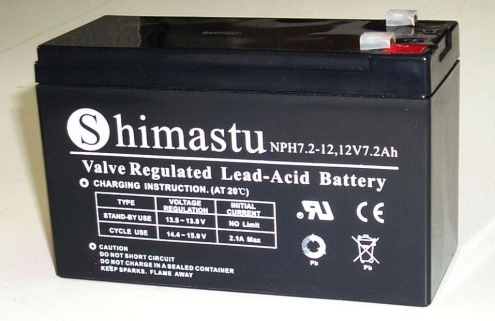 Shimastu NPH7.2-12,12V7.2Ah
Valve Regulated Lead-Acid Battery
CHARGING INSTRUCTION.(AT 20℃)
TYPE VOLTAGE REGULATION INITIAL CURRENT
STAND-BY USE 13.5-13.8V NO Limit
CYCLE USE 14.4-15.0V 2.1A Max
CAUTION
DO NOT SHORT CIRCUIT
DO NOT CHARGE IN A SEALED CONTAINER
KEEP SPARKS. FLAME AWAY
CE
Pb Pb